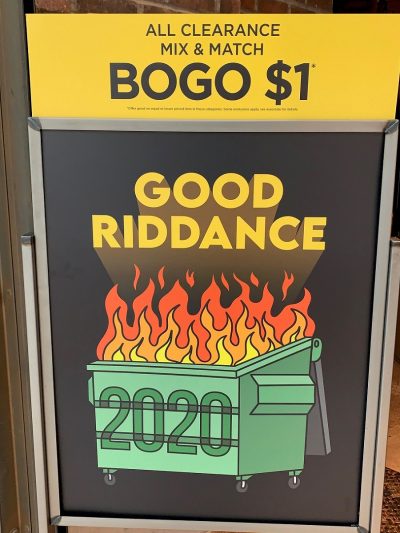 ALL CLEARANCE
MIX & MATCH
BOGO $1*
GOOD
RIDDANCE
2020